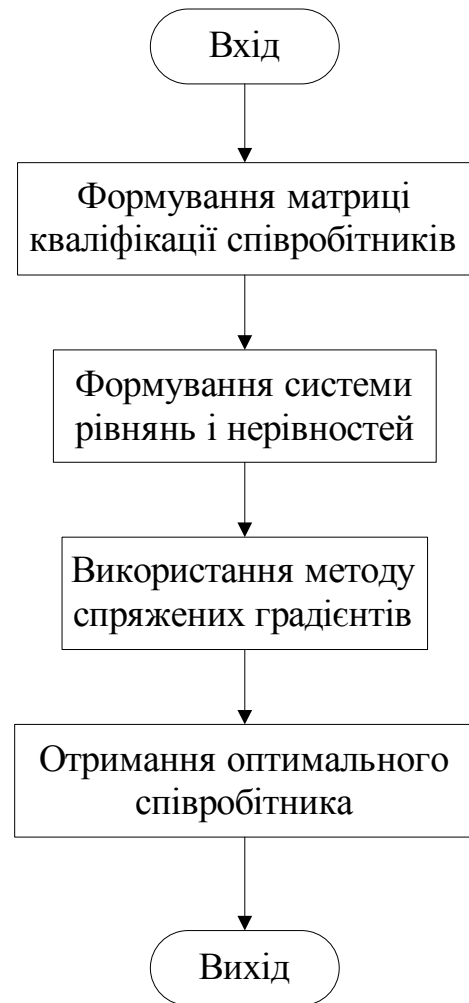 Вхід
Формування матриці
кваліфікації співробітників
Формування системи
рівнянь і нерівностей
Використання методу
спряжених градієнтів
Отримання оптимального
співробітника
Вихід